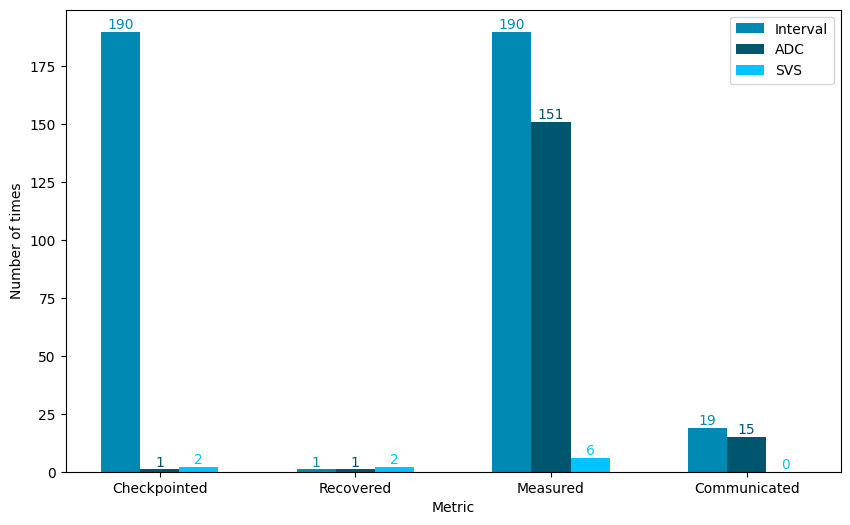 190
190
Interval
ADC
SVS
175
151
150
125
100
75
50
25
0
Number of times
1
2
1
1
2
6
19
15
0
Checkpointed
Recovered
Measured
Communicated
Metric